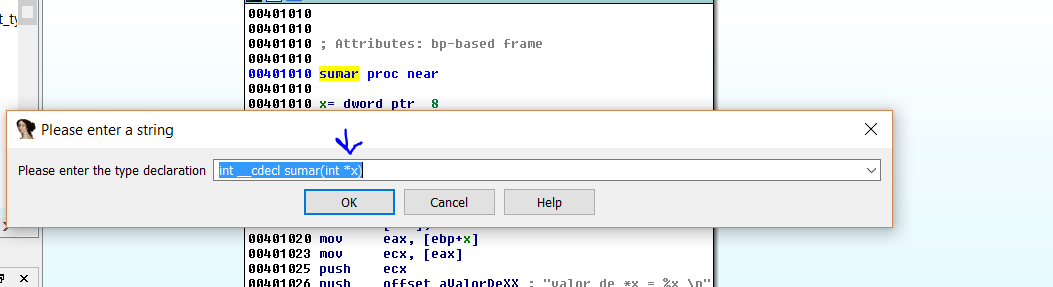 t_ty
00401010
00401010
00401010 ; Attributes: bp-based frame
00401010
00401010 sumar proc near
00401010
00401010 x= dword ptr 8
Please enter a string
Please enter the type declaration int __cdecl sumar(int *x)
OK Cancel Help
00401020 mov eax, [ebp+x]
00401023 mov ecx, [eax]
00401025 push ecx
00401026 push offset aValorDeXX ; "valor de *x = %x \n"